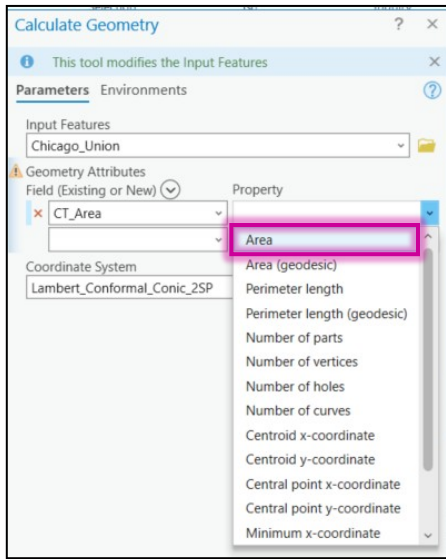 Calculate Geometry ? ×
This tool modifies the Input Features ×
Parameters Environments ?
Input Features
Chicago_Union
Geometry Attributes
Field (Existing or New) Property
× CT_Area
Area
Area (geodesic)
Coordinate System
Lambert_Conformal_Conic_2SP
Perimeter length
Perimeter length (geodesic)
Number of parts
Number of vertices
Number of holes
Number of curves
Centroid x-coordinate
Centroid y-coordinate
Central point x-coordinate
Central point y-coordinate
Minimum x-coordinate